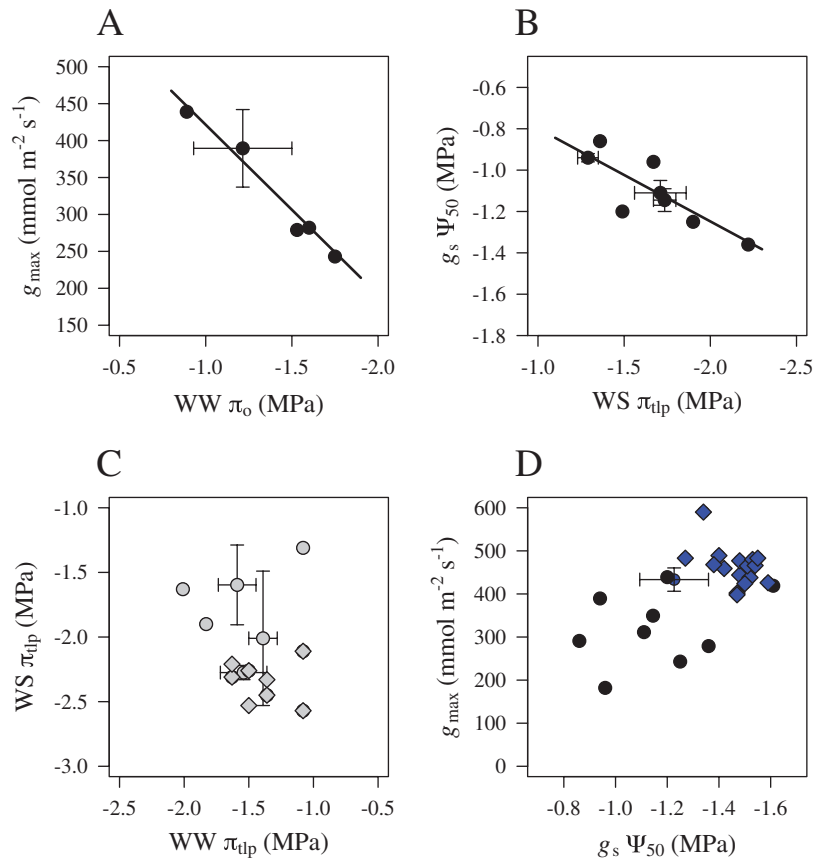 A
500
450
400
350
300
250
200
150
g max (mmol m⁻² s⁻¹)
-0.5 -1.0 -1.5 -2.0
WW πo (MPa)
B
-0.6
-0.8
-1.0
-1.2
-1.4
-1.6
-1.8
gs Ψ50 (MPa)
-1.0 -1.5 -2.0 -2.5
WS πtlp (MPa)
C
-1.0
-1.5
-2.0
-2.5
-3.0
WS πtlp (MPa)
-2.5 -2.0 -1.5 -1.0 -0.5
WW πtlp (MPa)
D
600
500
400
300
200
100
0
g max (mmol m⁻² s⁻¹)
-0.8 -1.0 -1.2 -1.4 -1.6
gs Ψ50 (MPa)